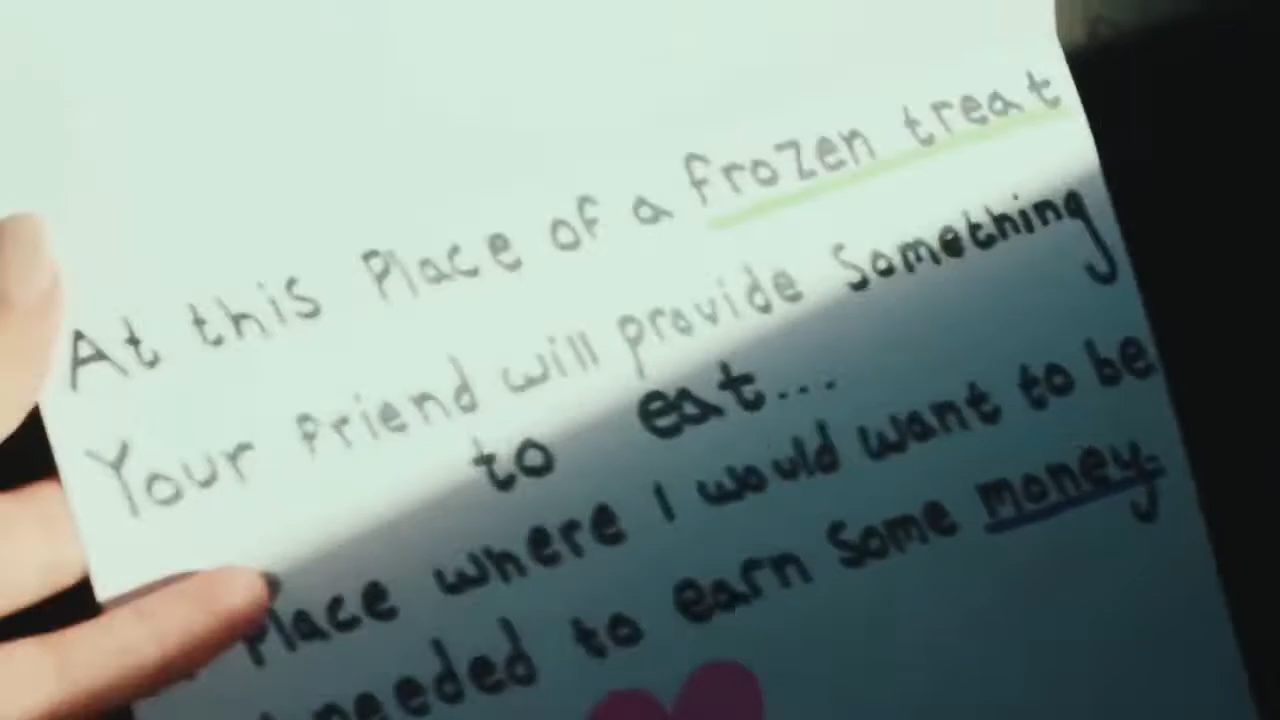 At this Place of a frozen treat
Your friend will provide Something
to eat...
Place where I would want to be
needed to earn Some money.